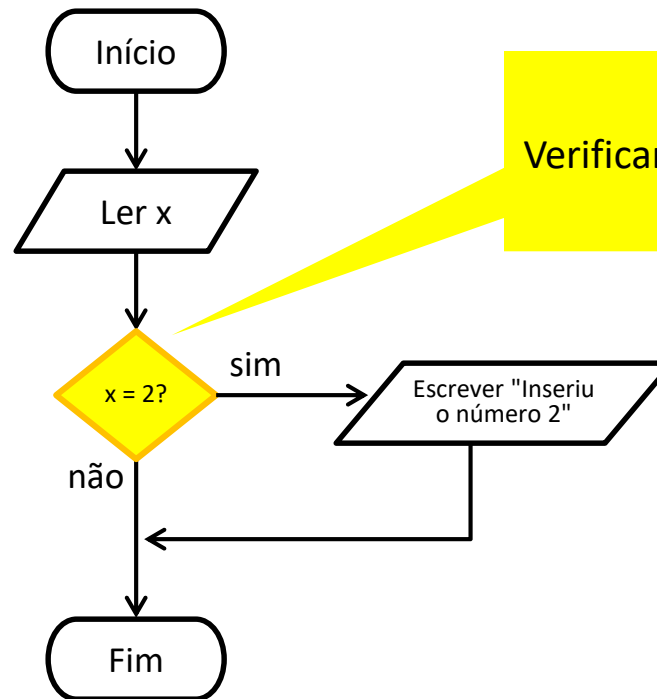 Início
Verificar
Ler x
x = 2?
sim
Escrever "Inseriu
o número 2"
não
Fim